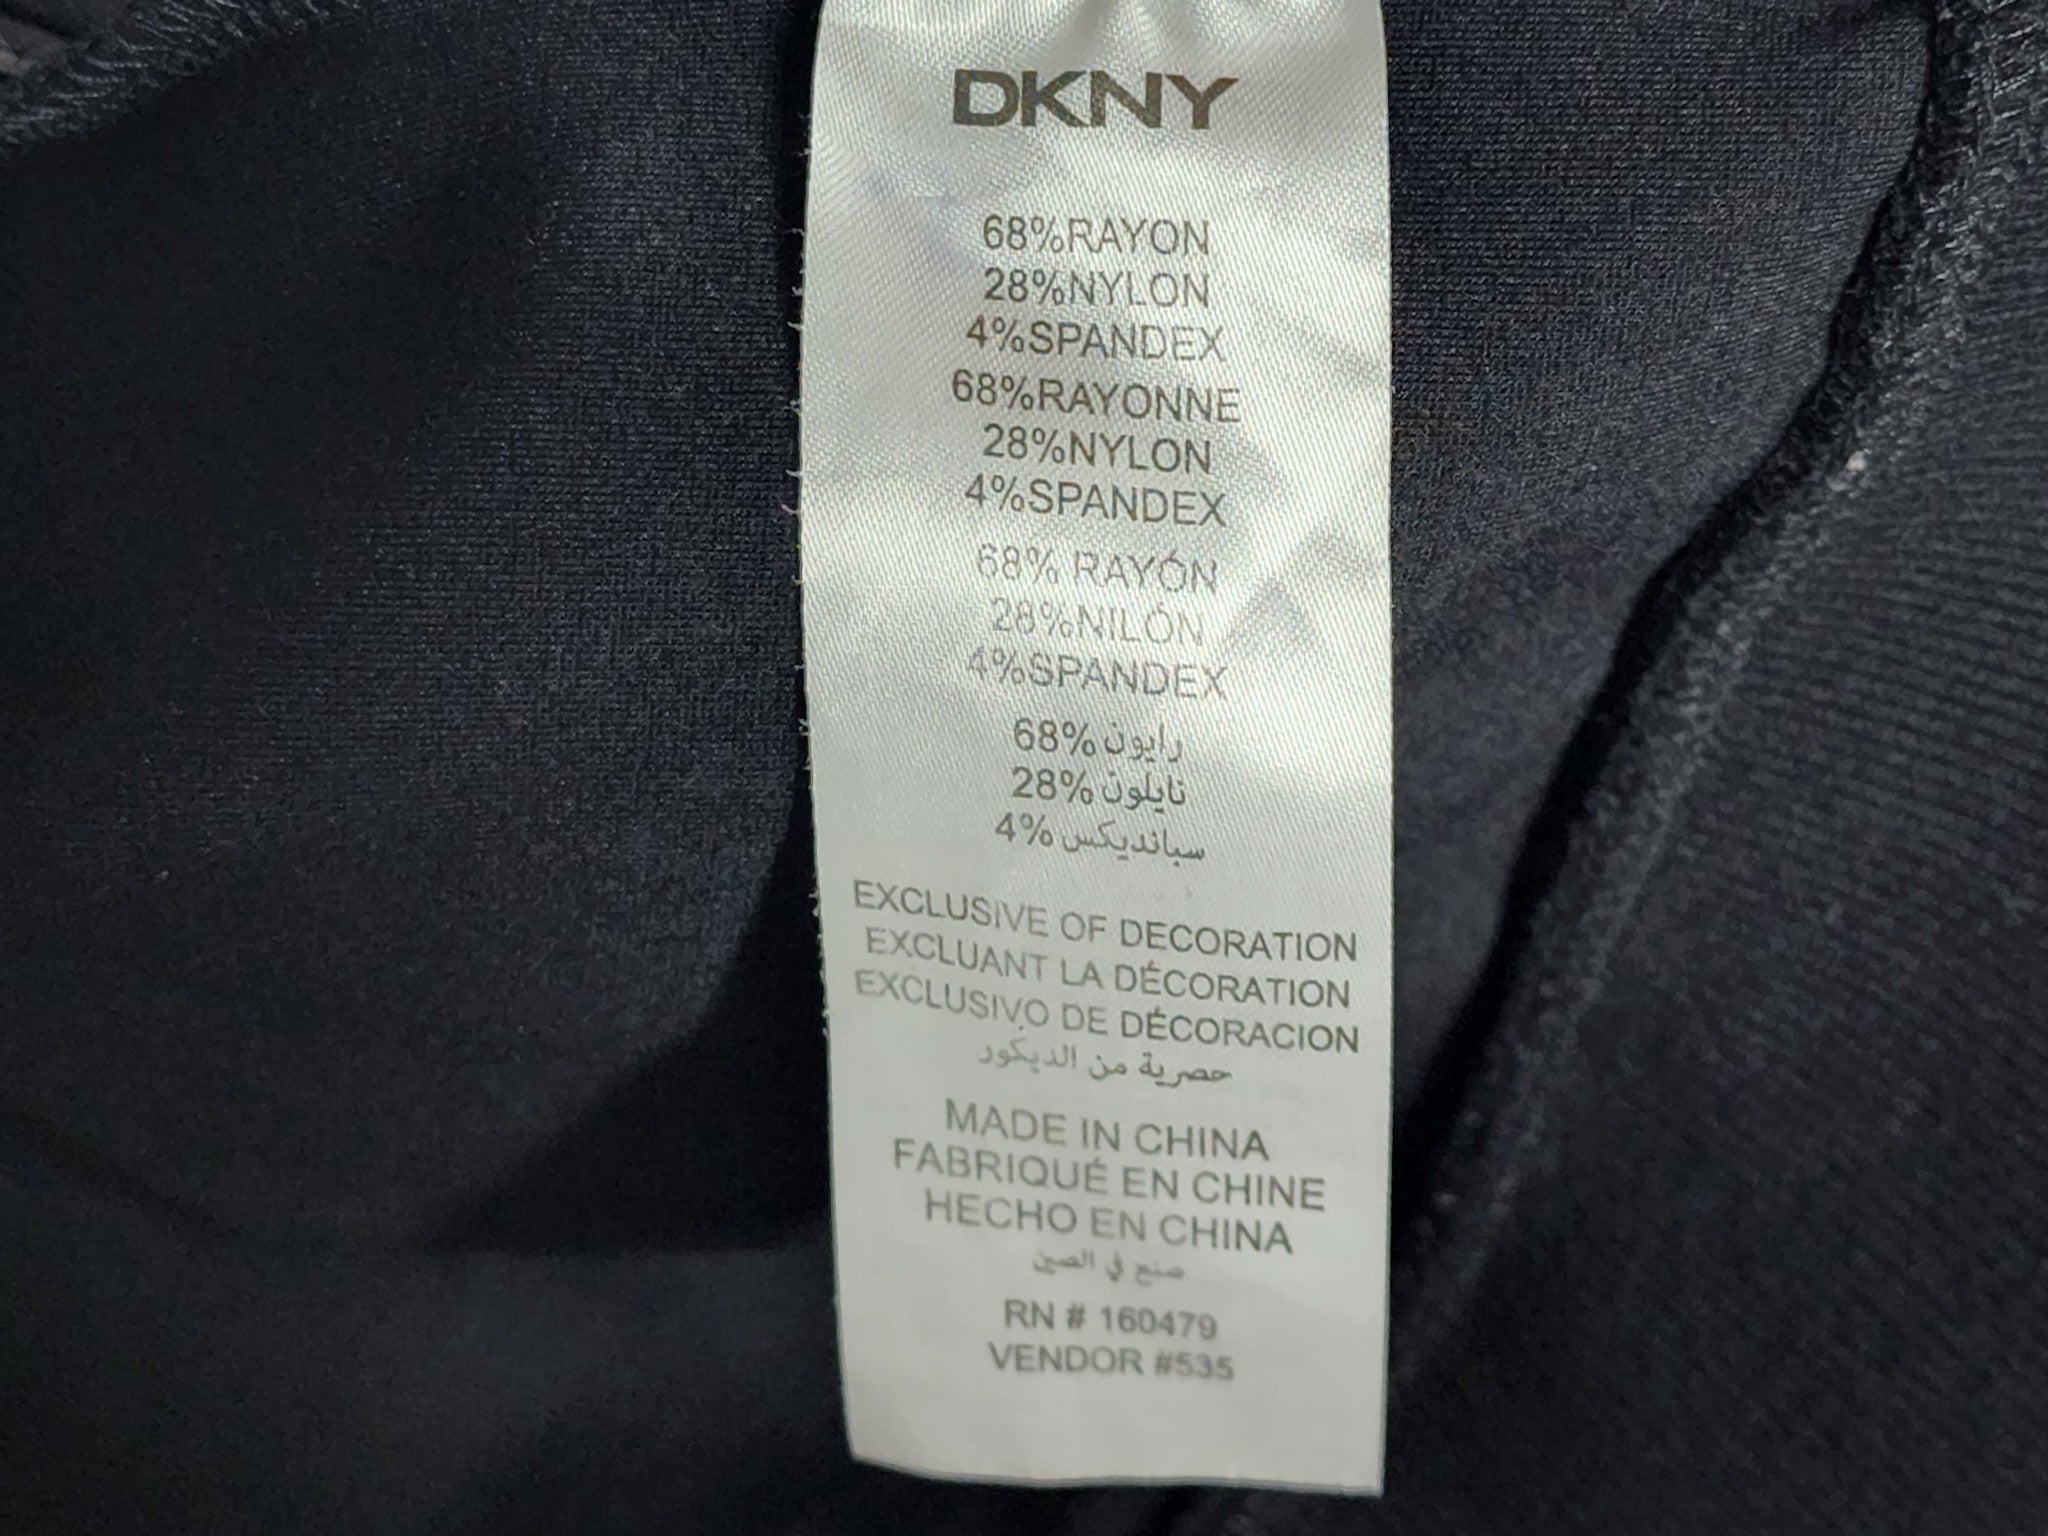 DKNY
68%RAYON
28%NYLON
4%SPANDEX
68%RAYONNE
28%NYLON
4%SPANDEX
68% RAYÓN
28%NILÓN
4%SPANDEX
68% رايون
28% نايلون
4% سبانديكس
EXCLUSIVE OF DECORATION
EXCLUANT LA DÉCORATION
EXCLUSIVO DE DÉCORACION
حصرية من الديكور
MADE IN CHINA
FABRIQUÉ EN CHINE
HECHO EN CHINA
صنع في الصين
RN # 160479
VENDOR #535